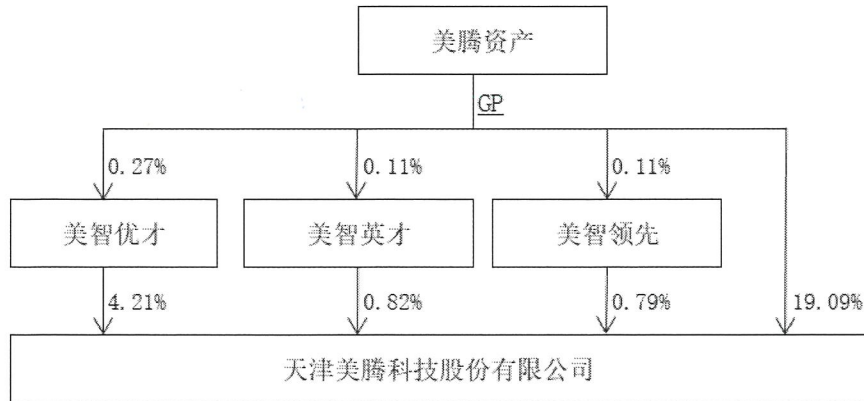 美腾资产
GP
0.27%
0.11%
0.11%
美智优才
美智英才
美智领先
4.21%
0.82%
0.79%
19.09%
天津美腾科技股份有限公司